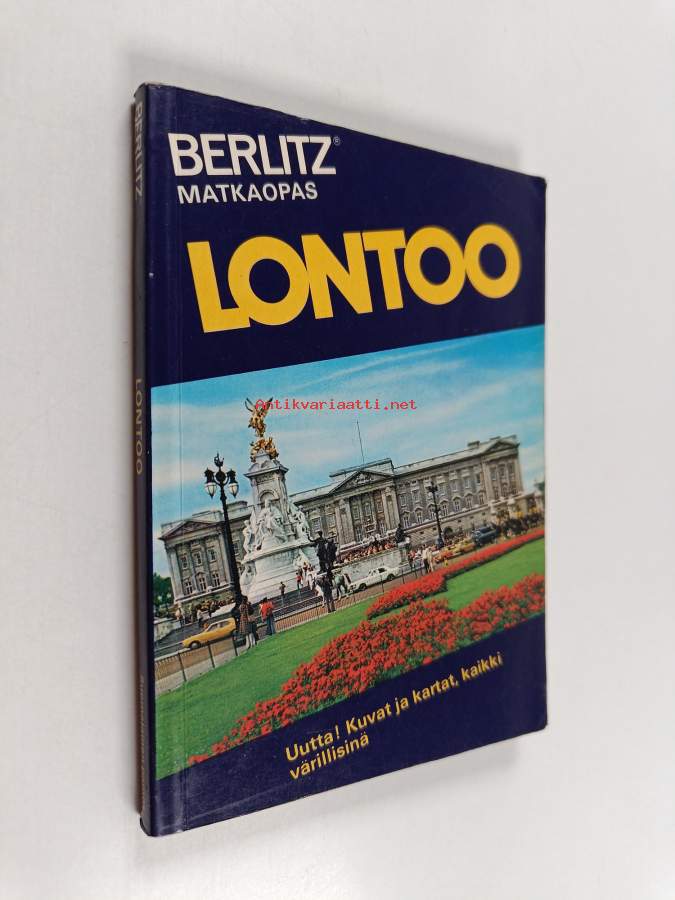 BERLITZ®
MATKAOPAS
LONTOO
Antikvariaatti.net
Uutta! Kuvat ja kartat, kaikki
värillisinä
BERLITZ
LONTOO